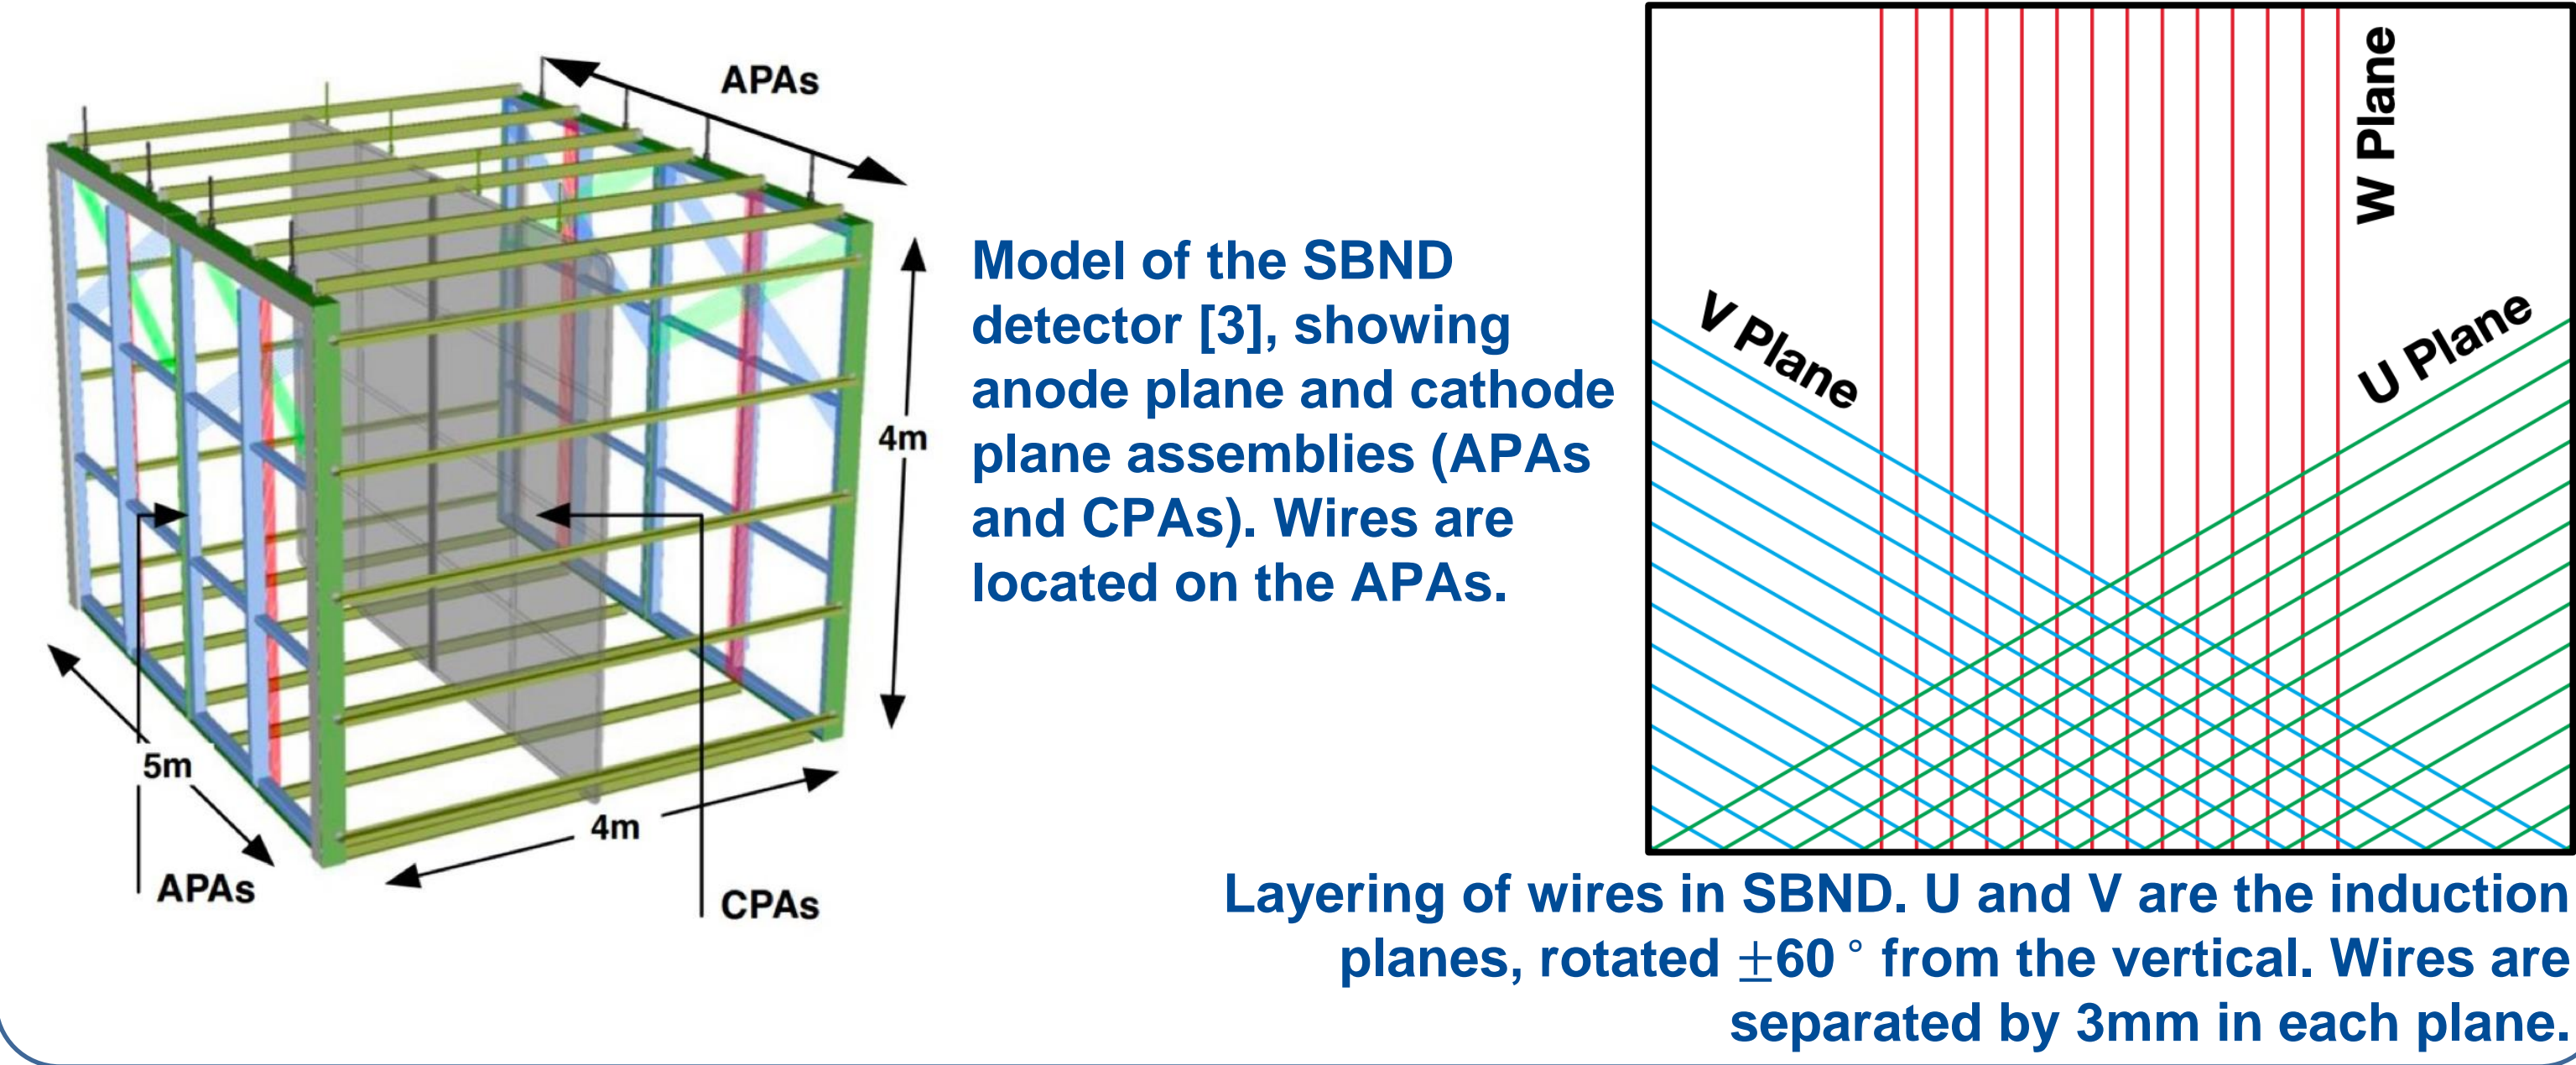 APAs
4m
5m
4m
APAs
CPAs
Model of the SBND
detector [3], showing
anode plane and cathode
plane assemblies (APAs
and CPAs). Wires are
located on the APAs.
W Plane
V Plane
U Plane
Layering of wires in SBND. U and V are the induction
planes, rotated ±60 ° from the vertical. Wires are
separated by 3mm in each plane.